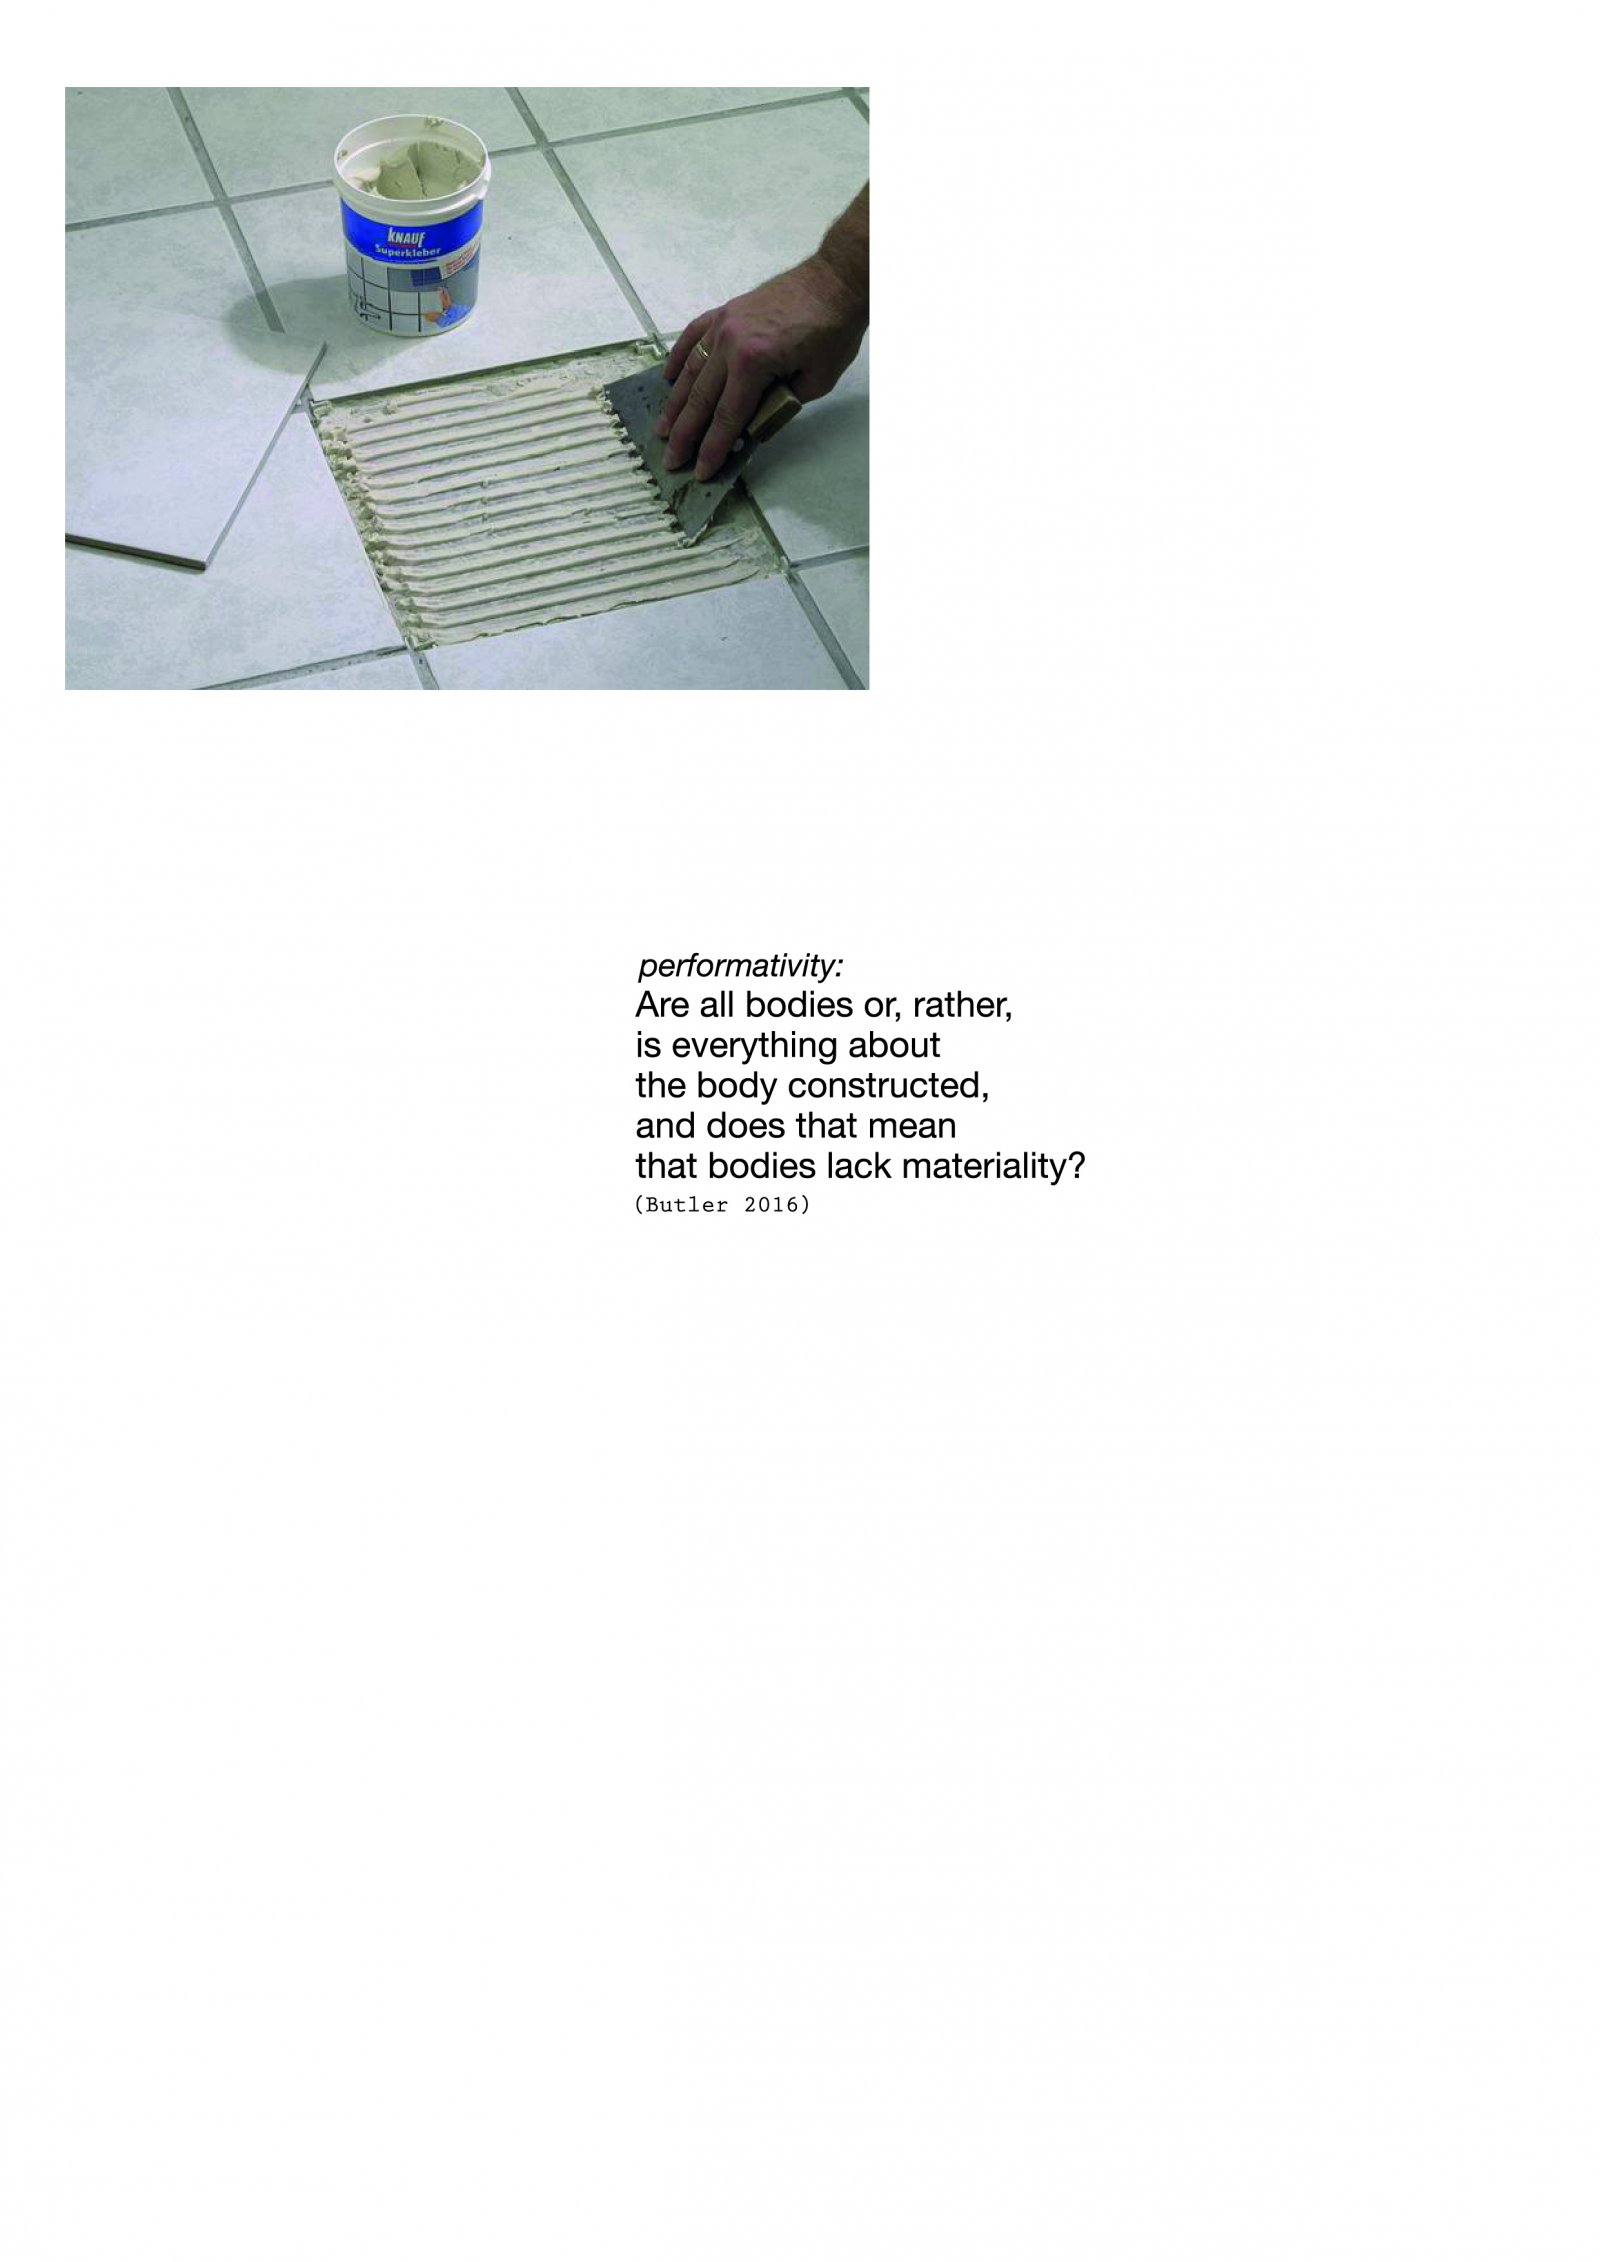 KNAUF
Superkleber
performativity:
Are all bodies or, rather,
is everything about
the body constructed,
and does that mean
that bodies lack materiality?
(Butler 2016)